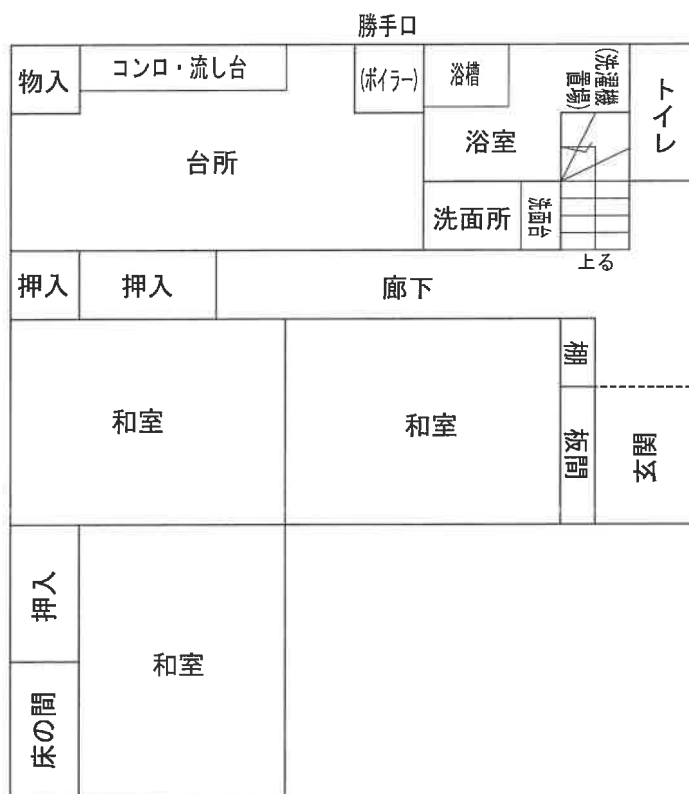 勝手口
物入
コンロ・流し台
(ボイラー)
浴槽
(洗濯機
置場)
トイレ
台所
浴室
洗面所
洗面台
上る
押入
押入
廊下
和室
和室
棚
板間
玄関
押入
和室
床の間